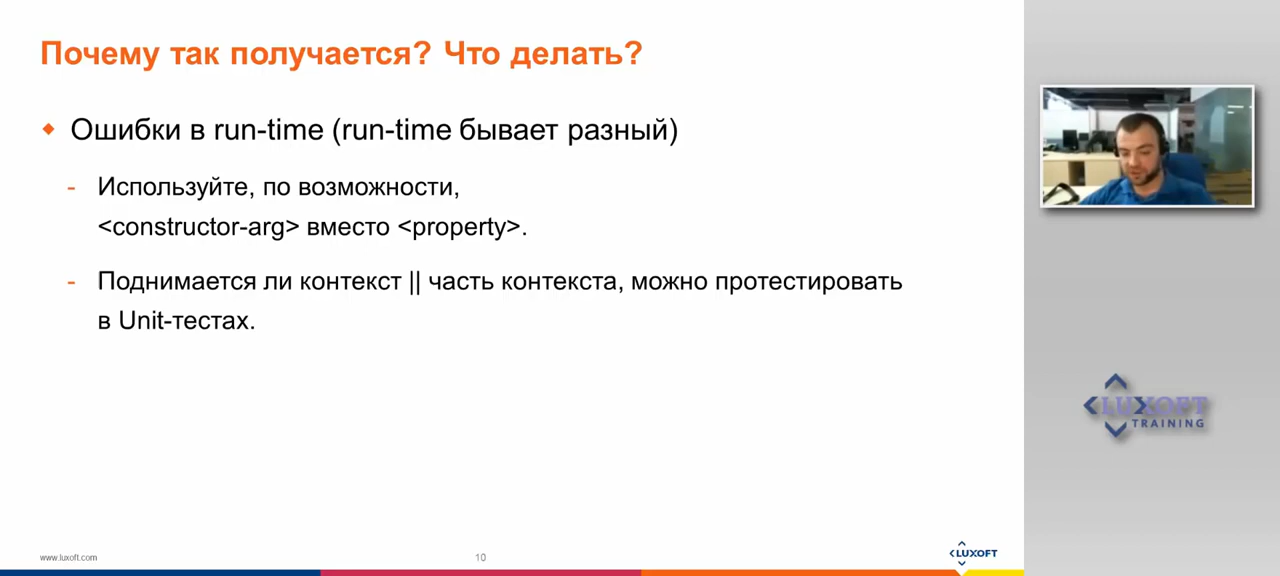 Почему так получается? Что делать?
Ошибки в run-time (run-time бывает разный)
- Используйте, по возможности,
<constructor-arg> вместо <property>.
- Поднимается ли контекст || часть контекста, можно протестировать
в Unit-тестах.
LUXOFT
TRAINING
www.luxoft.com
10
LUXOFT